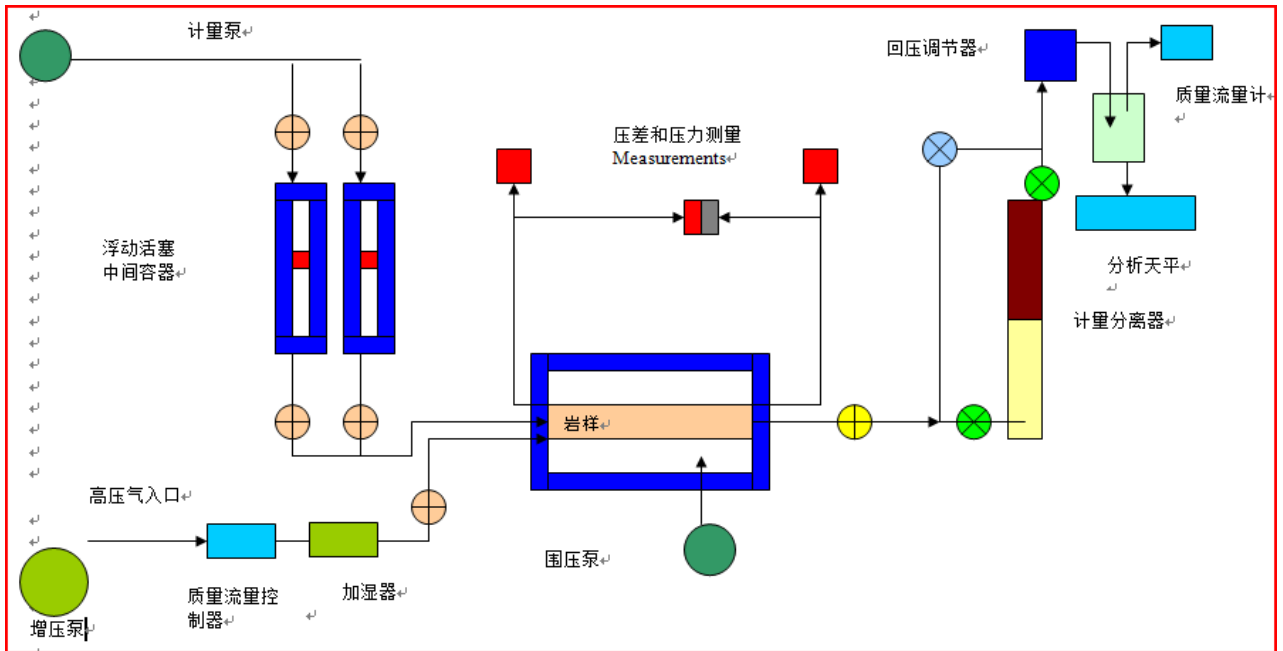 计量泵
回压调节器
质量流量计
压差和压力测量
Measurements
浮动活塞
中间容器
分析天平
计量分离器
岩样
高压气入口
围压泵
加湿器
质量流量控
制器
增压泵